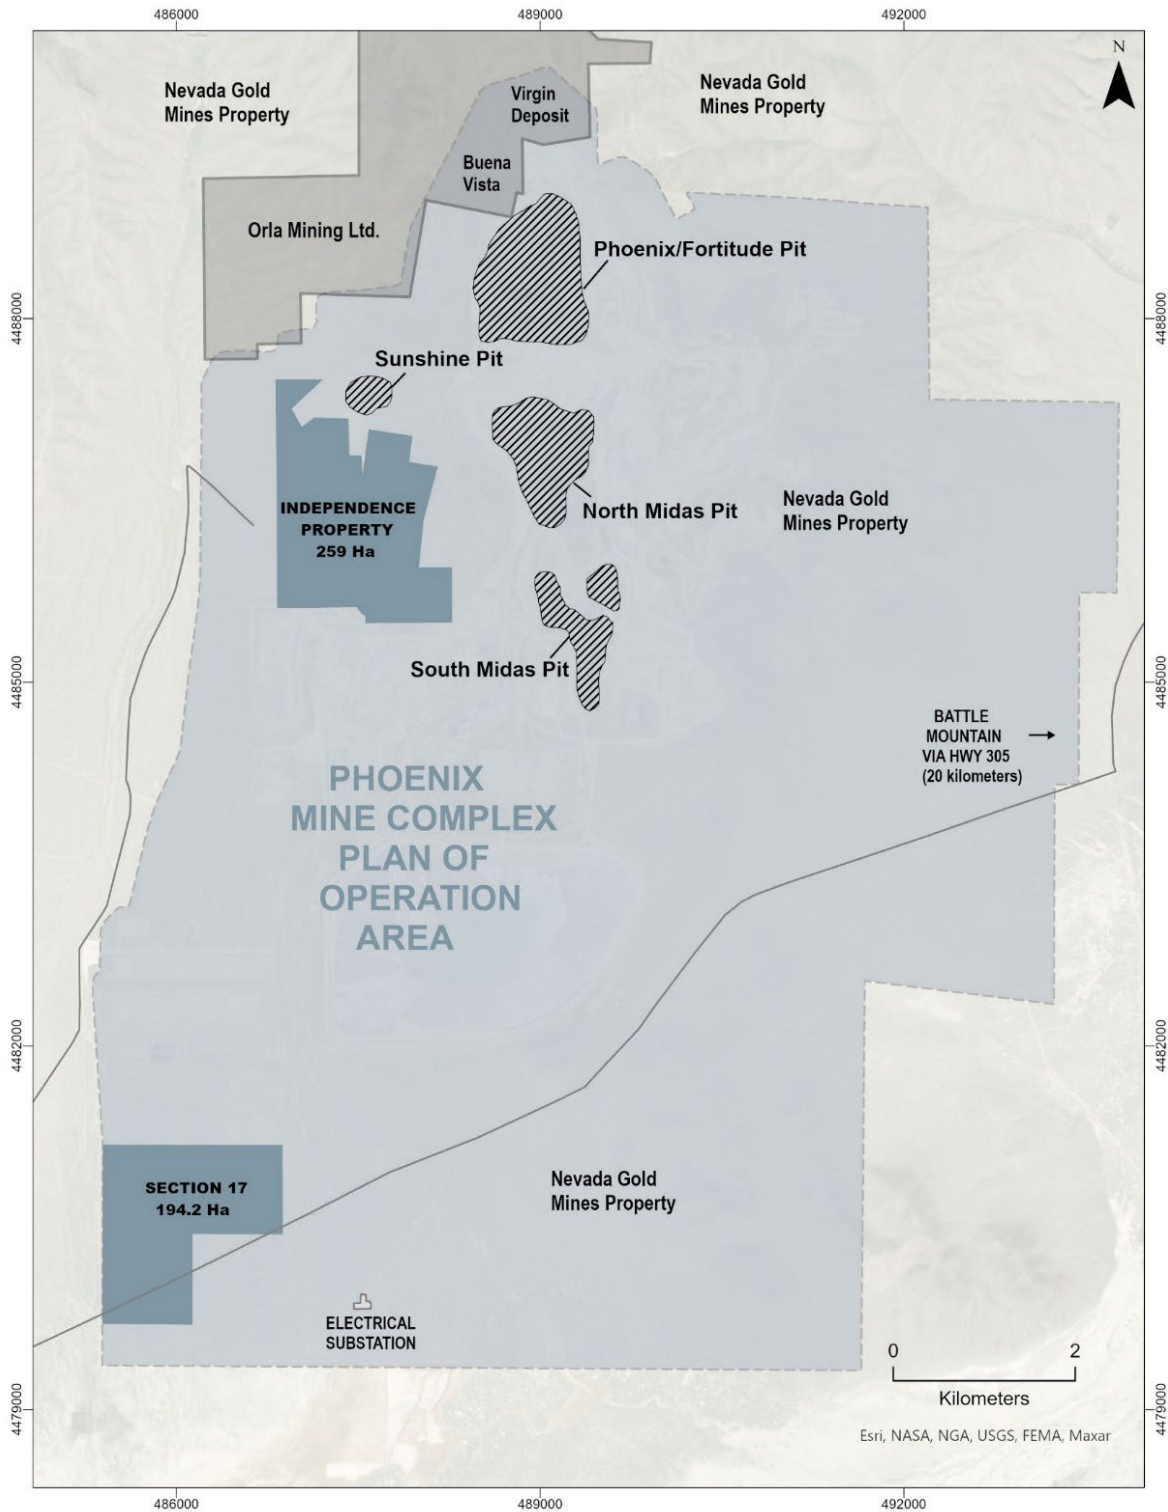 486000
489000
492000
N
Nevada Gold
Mines Property
Virgin
Deposit
Nevada Gold
Mines Property
Buena
Vista
Orla Mining Ltd.
Phoenix/Fortitude Pit
4488000
4488000
Sunshine Pit
INDEPENDENCE
PROPERTY
259 Ha
North Midas Pit
Nevada Gold
Mines Property
South Midas Pit
4485000
4485000
BATTLE
MOUNTAIN
VIA HWY 305
(20 kilometers)
PHOENIX
MINE COMPLEX
PLAN OF
OPERATION
AREA
4482000
4482000
SECTION 17
194.2 Ha
Nevada Gold
Mines Property
ELECTRICAL
SUBSTATION
0 2
Kilometers
4479000
4479000
Esri, NASA, NGA, USGS, FEMA, Maxar
486000
489000
492000